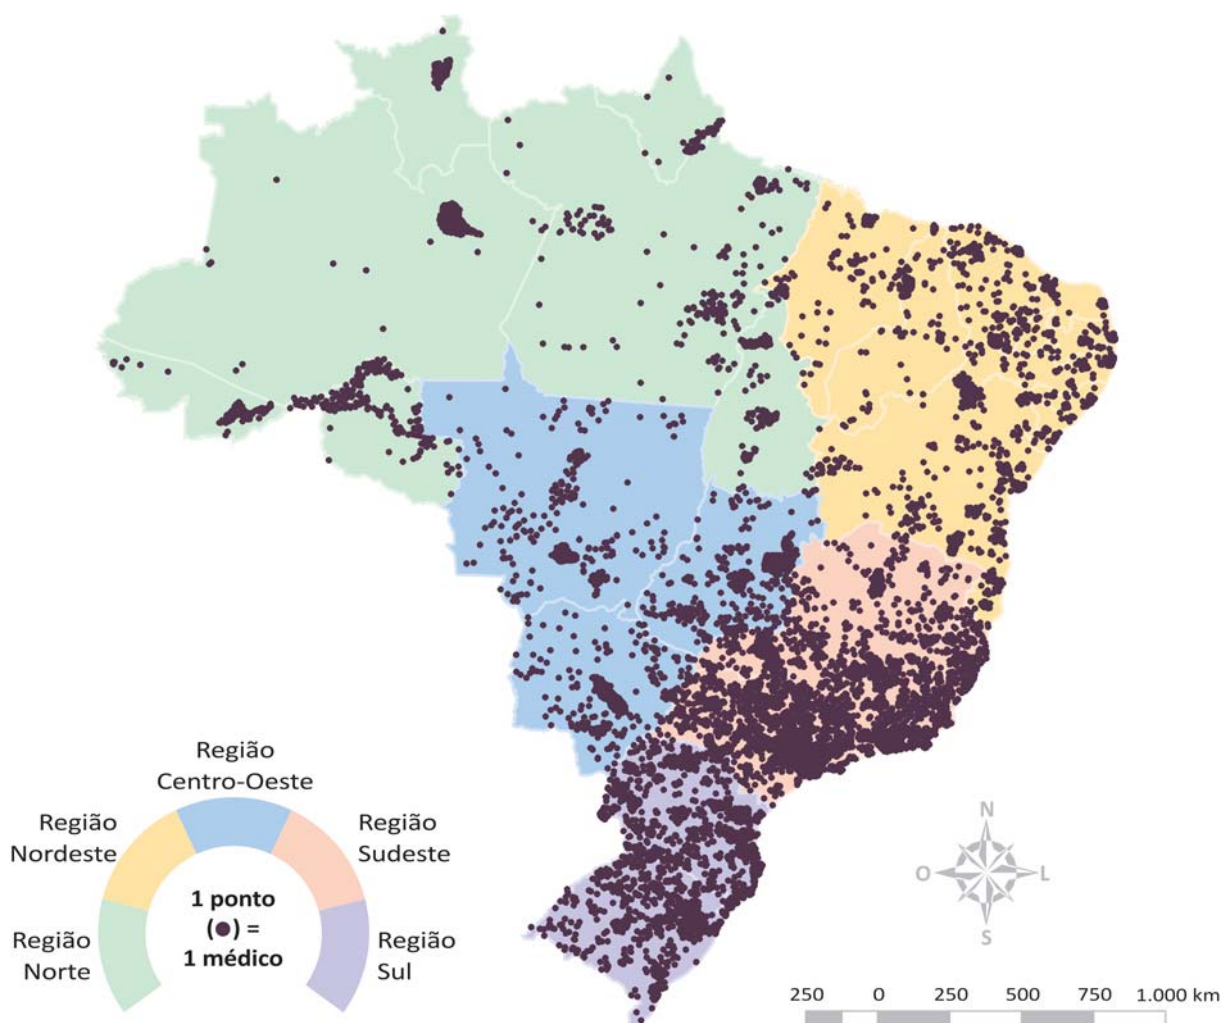 Região
Centro-Oeste
Região
Nordeste
Região
Sudeste
1 ponto
(●) =
1 médico
Região
Norte
Região
Sul
N
O
L
S
250 0 250 500 750 1.000 km